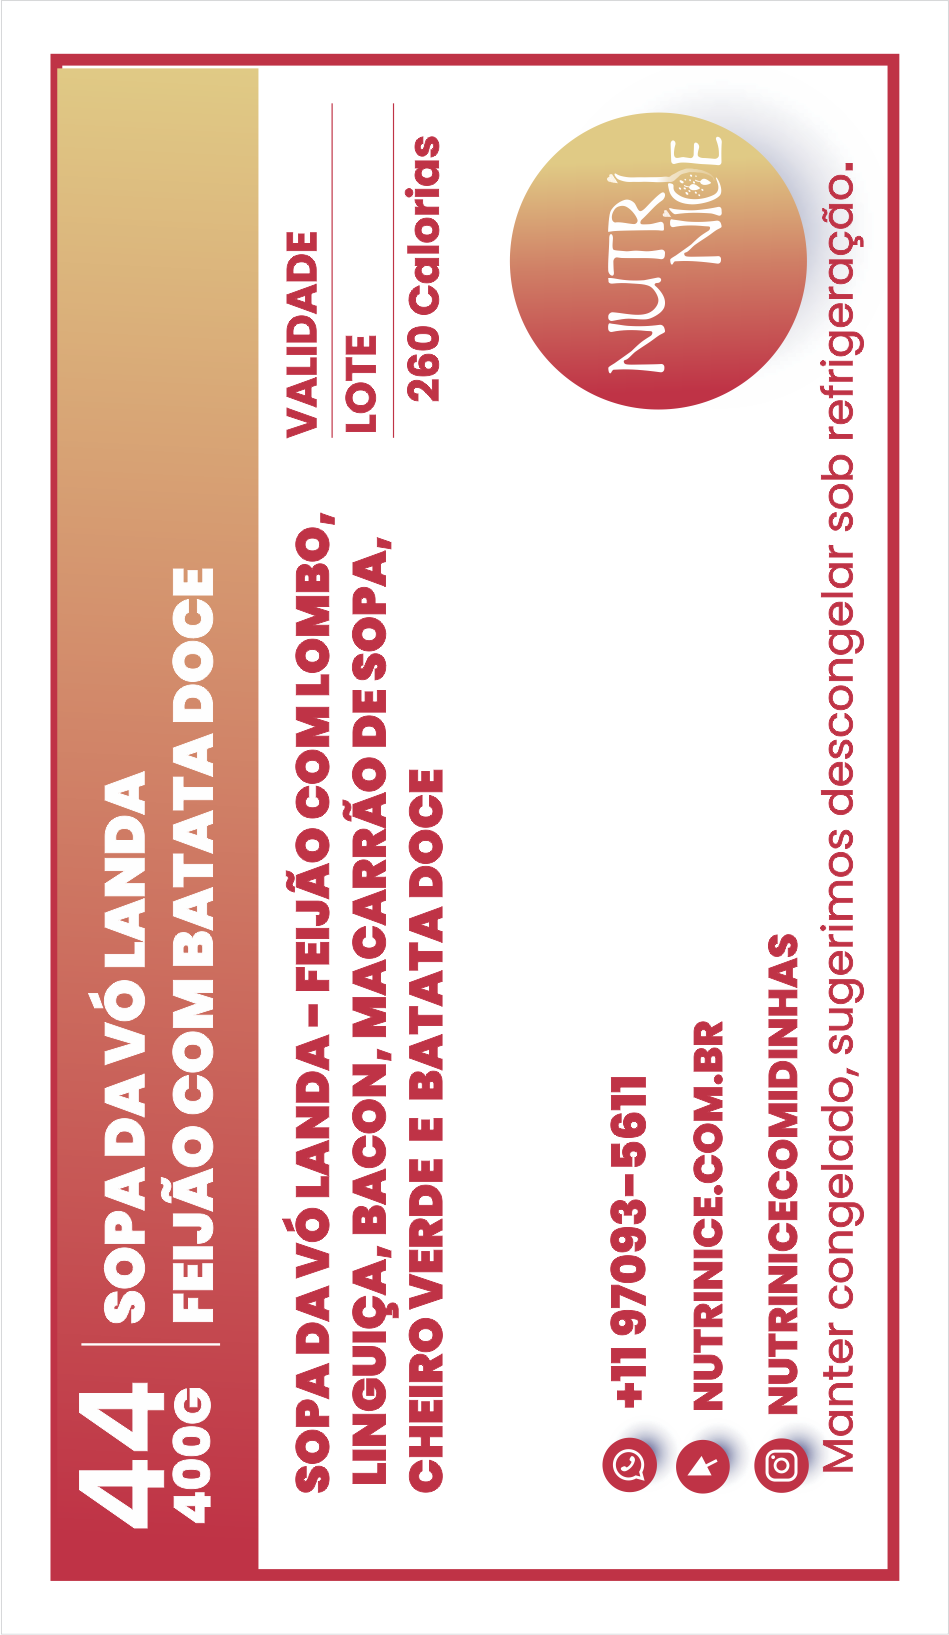 44
400G
SOPA DA VÓ LANDA
FEIJÃO COM BATATA DOCE
SOPA DA VÓ LANDA – FEIJÃO COM LOMBO,
LINGUIÇA, BACON, MACARRÃO DE SOPA,
CHEIRO VERDE E BATATA DOCE
VALIDADE
LOTE
260 Calorias
+11 97093-5611
NUTRINICE.COM.BR
NUTRINICECOMIDINHAS
NUTRI
NICE
Manter congelado, sugerimos descongelar sob refrigeração.